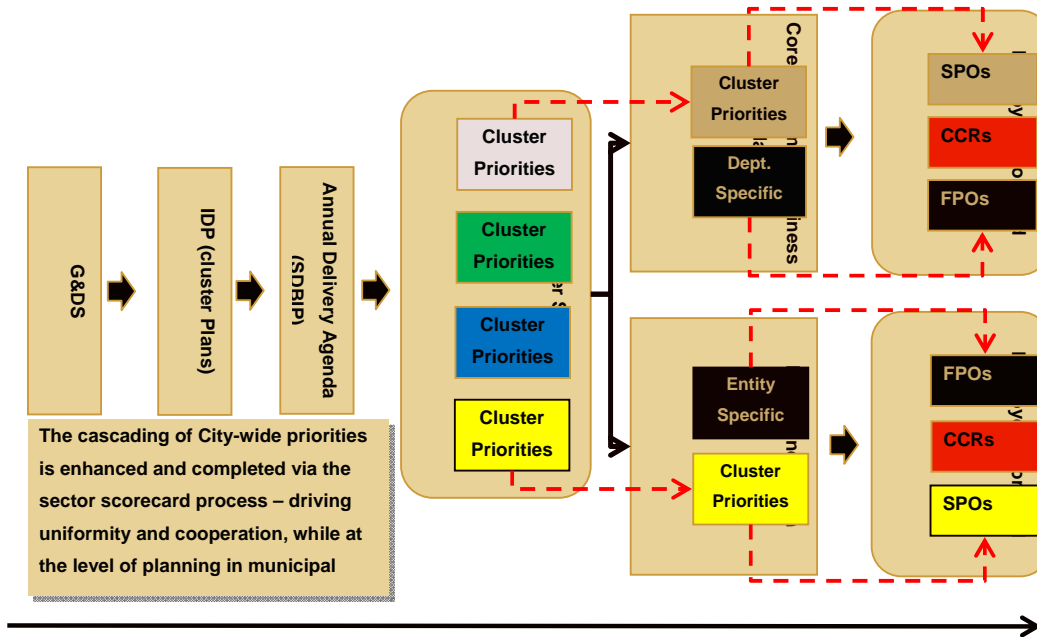 G&DS
IDP (cluster Plans)
Annual Delivery Agenda
(SDBIP)
Cluster
Priorities
Cluster
Priorities
Cluster
Priorities
Cluster
Priorities
Cluster
Priorities
Dept.
Specific
Entity
Specific
Cluster
Priorities
SPOs
CCRs
FPOs
FPOs
CCRs
SPOs
The cascading of City-wide priorities
is enhanced and completed via the
sector scorecard process – driving
uniformity and cooperation, while at
the level of planning in municipal